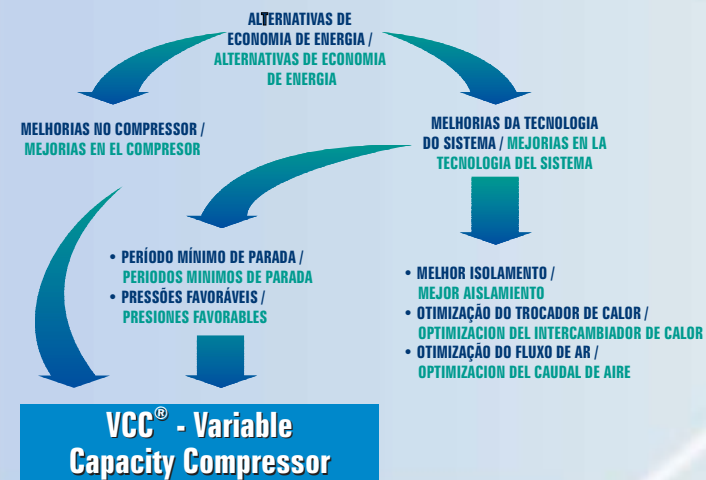 ALTERNATIVAS DE
ECONOMIA DE ENERGIA /
ALTERNATIVAS DE ECONOMIA
DE ENERGIA
MELHORIAS NO COMPRESSOR /
MEJORIAS EN EL COMPRESOR
MELHORIAS DA TECNOLOGIA
DO SISTEMA / MEJORIAS EN LA
TECNOLOGIA DEL SISTEMA
• PERÍODO MÍNIMO DE PARADA /
PERIODOS MINIMOS DE PARADA
• PRESSÕES FAVORÁVEIS /
PRESIONES FAVORABLES
• MELHOR ISOLAMENTO /
MEJOR AISLAMIENTO
• OTIMIZAÇÃO DO TROCADOR DE CALOR /
OPTIMIZACION DEL INTERCAMBIADOR DE CALOR
• OTIMIZAÇÃO DO FLUXO DE AR /
OPTIMIZACION DEL CAUDAL DE AIRE
VCC® - Variable
Capacity Compressor